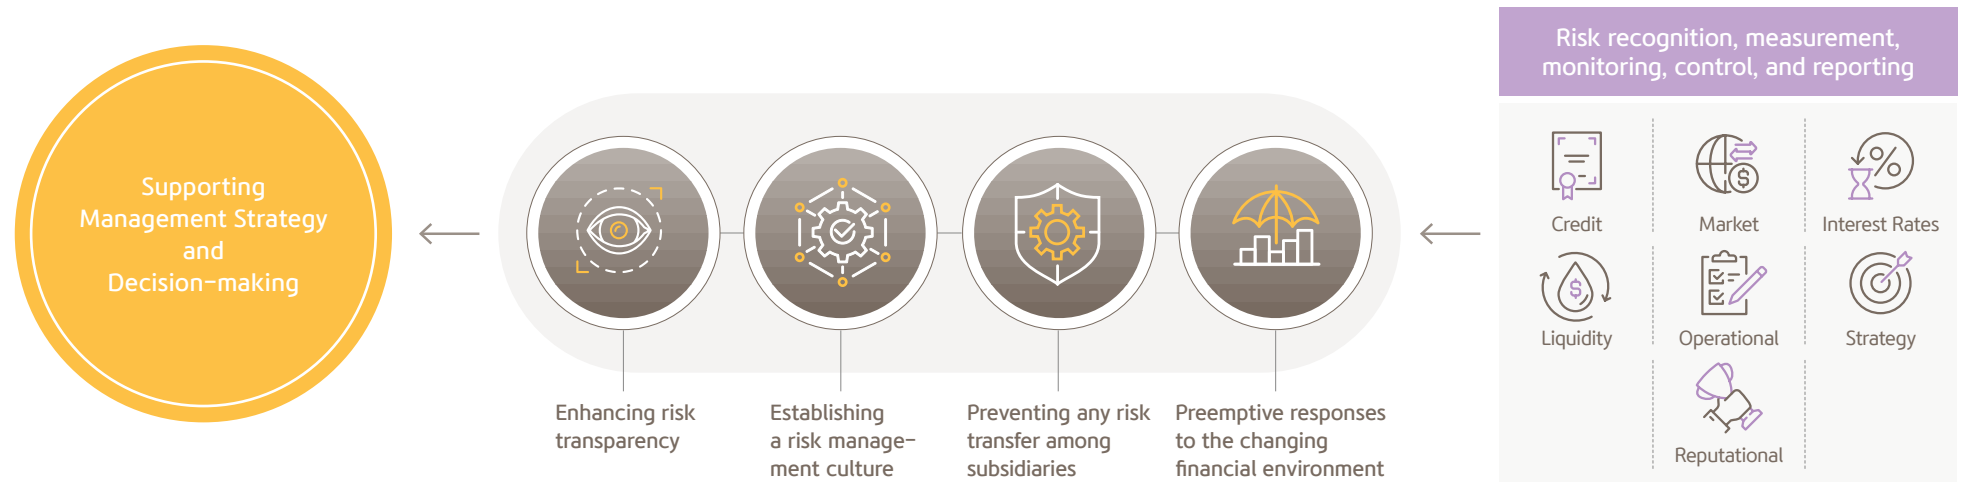 Supporting
Management Strategy
and
Decision-making
Enhancing risk
transparency
Establishing
a risk manage-
ment culture
Preventing any risk
transfer among
subsidiaries
Preemptive responses
to the changing
financial environment
Risk recognition, measurement,
monitoring, control, and reporting
Credit
Market
Interest Rates
Liquidity
Operational
Strategy
Reputational